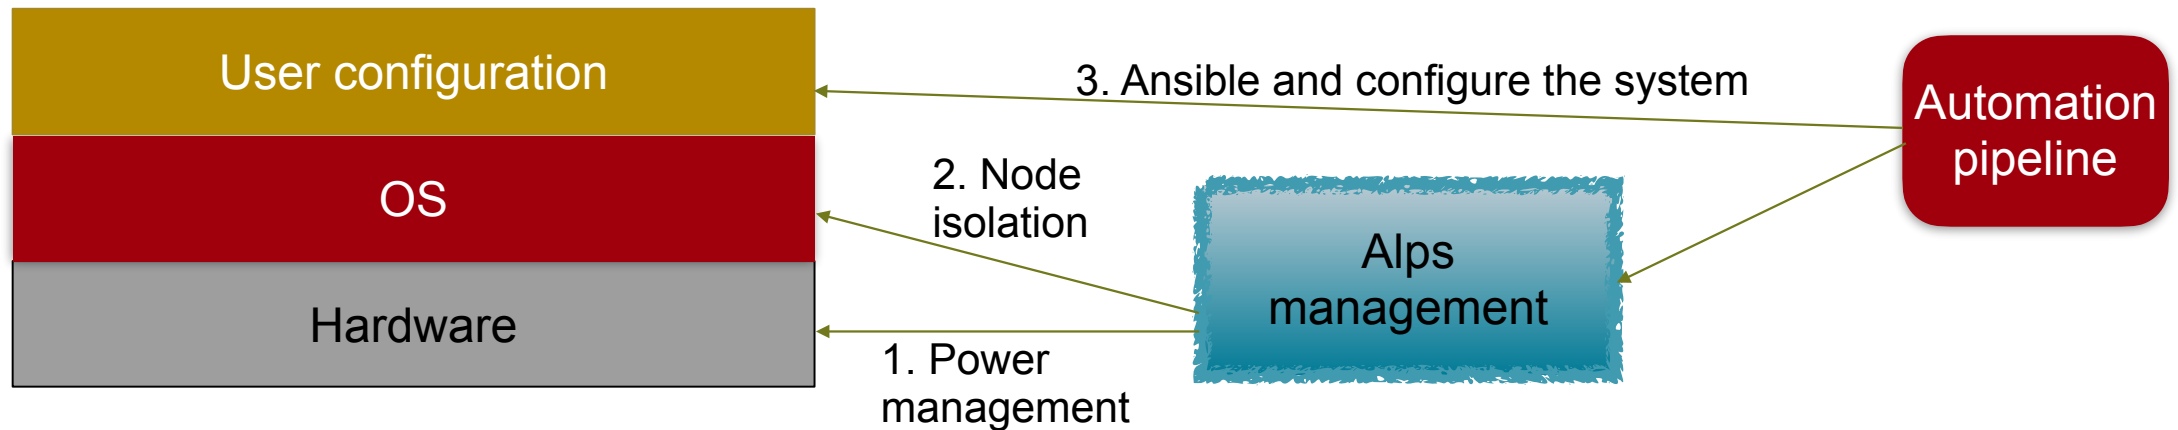 User configuration
3. Ansible and configure the system
Automation
pipeline
OS
2. Node
isolation
Alps
management
Hardware
1. Power
management